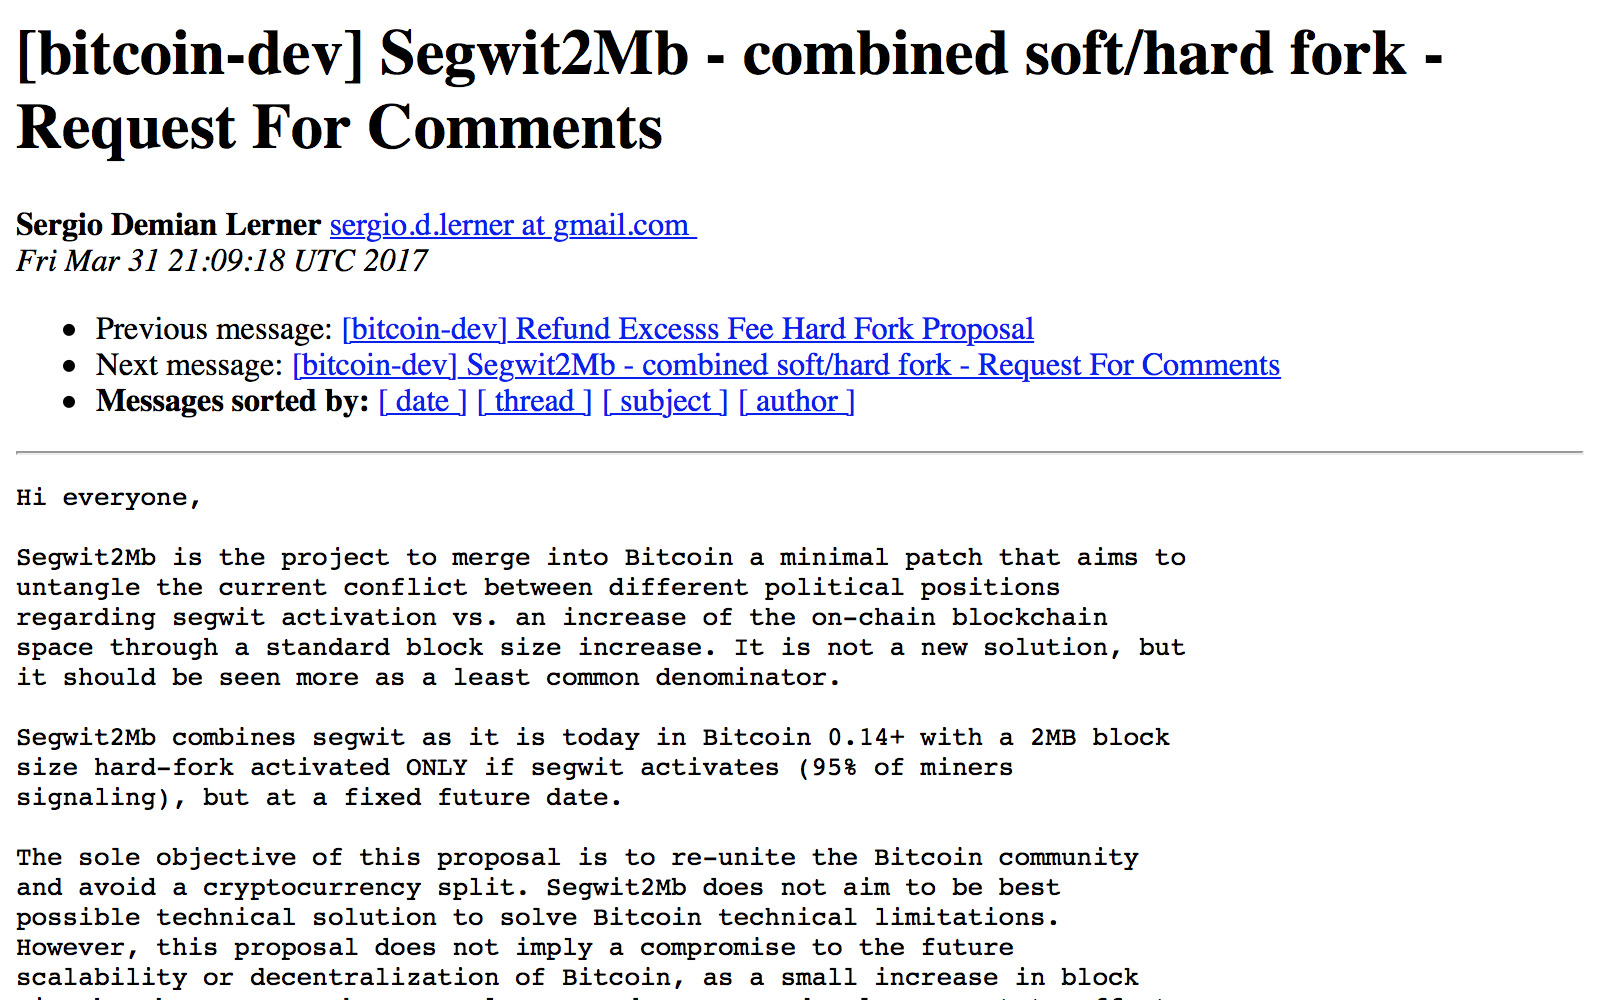 [bitcoin-dev] Segwit2Mb - combined soft/hard fork -
Request For Comments
Sergio Demian Lerner sergio.d.lerner at gmail.com
Fri Mar 31 21:09:18 UTC 2017
• Previous message: [bitcoin-dev] Refund Excesss Fee Hard Fork Proposal
• Next message: [bitcoin-dev] Segwit2Mb - combined soft/hard fork - Request For Comments
• Messages sorted by: [ date ] [ thread ] [ subject ] [ author ]
Hi everyone,
Segwit2Mb is the project to merge into Bitcoin a minimal patch that aims to
untangle the current conflict between different political positions
regarding segwit activation vs. an increase of the on-chain blockchain
space through a standard block size increase. It is not a new solution, but
it should be seen more as a least common denominator.
Segwit2Mb combines segwit as it is today in Bitcoin 0.14+ with a 2MB block
size hard-fork activated ONLY if segwit activates (95% of miners
signaling), but at a fixed future date.
The sole objective of this proposal is to re-unite the Bitcoin community
and avoid a cryptocurrency split. Segwit2Mb does not aim to be best
possible technical solution to solve Bitcoin technical limitations.
However, this proposal does not imply a compromise to the future
scalability or decentralization of Bitcoin, as a small increase in block